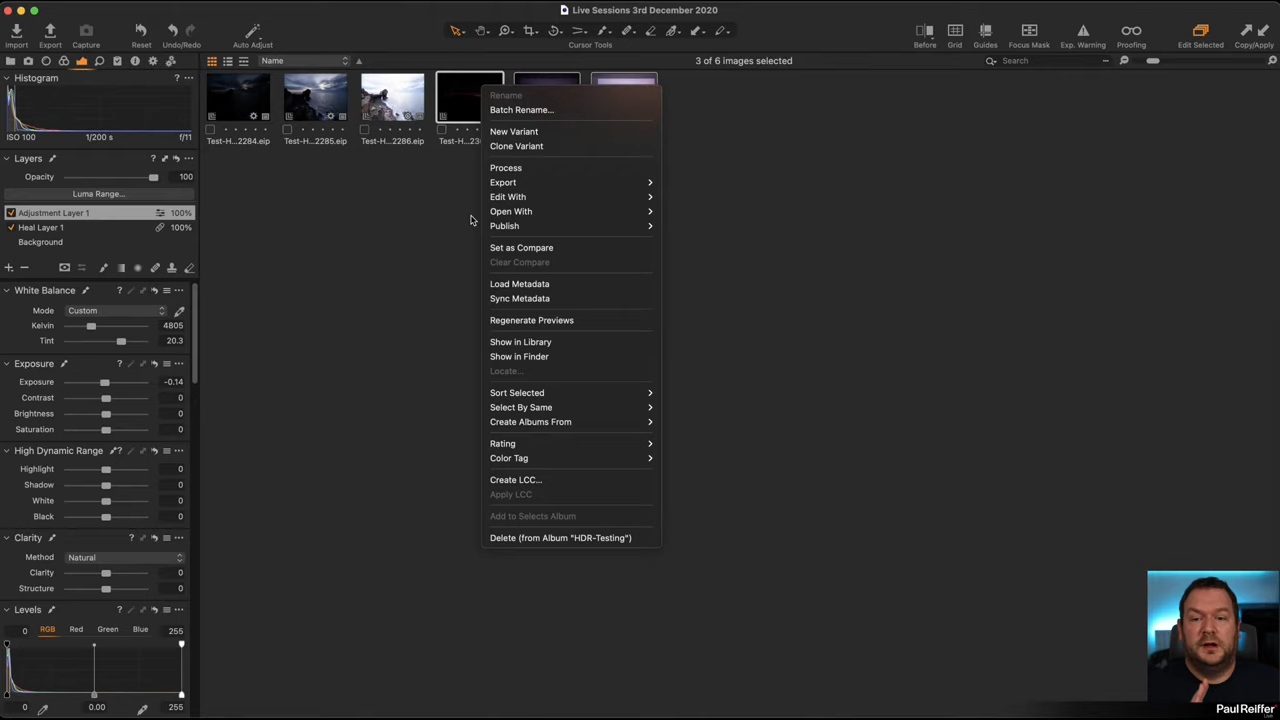 Live Sessions 3rd December 2020
Import Export Capture Reset Undo/Redo Auto Adjust Cursor Tools Before Grid Guides Focus Mask Exp. Warning Proofing Edit Selected Copy/Apply
Name 3 of 6 images selected Search
Histogram ?
ISO 100 1/200 s f/11
Layers ?
Opacity 100
Luma Range...
Adjustment Layer 1 100%
Heal Layer 1 100%
Background
White Balance ?
Mode Custom
Kelvin 4805
Tint 20.3
Exposure ?
Exposure -0.14
Contrast 0
Brightness 0
Saturation 0
High Dynamic Range ?
Highlight 0
Shadow 0
White 0
Black 0
Clarity ?
Method Natural
Clarity 0
Structure 0
Levels ?
0 RGB Red Green Blue 255
0 0.00 255
Test-H...2284.eip Test-H...2285.eip Test-H...2286.eip
Rename
Batch Rename...
New Variant
Clone Variant
Process
Export
Edit With
Open With
Publish
Set as Compare
Clear Compare
Load Metadata
Sync Metadata
Regenerate Previews
Show in Library
Show in Finder
Locate...
Sort Selected
Select By Same
Create Albums From
Rating
Color Tag
Create LCC...
Apply LCC
Add to Selects Album
Delete (from Album "HDR-Testing")
Paul Reiffer
Live